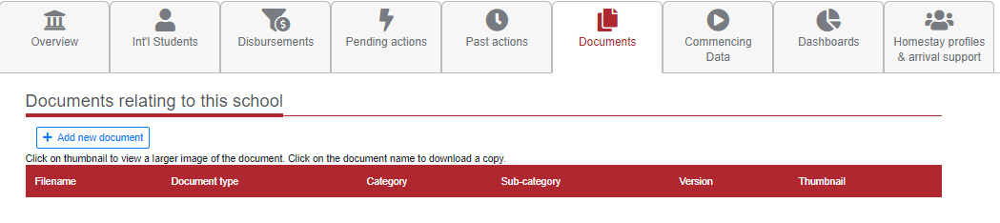 Overview
Int'l Students
Disbursements
Pending actions
Past actions
Documents
Commencing
Data
Dashboards
Homestay profiles
& arrival support
Documents relating to this school
+ Add new document
Click on thumbnail to view a larger image of the document. Click on the document name to download a copy.
Filename Document type Category Sub-category Version Thumbnail